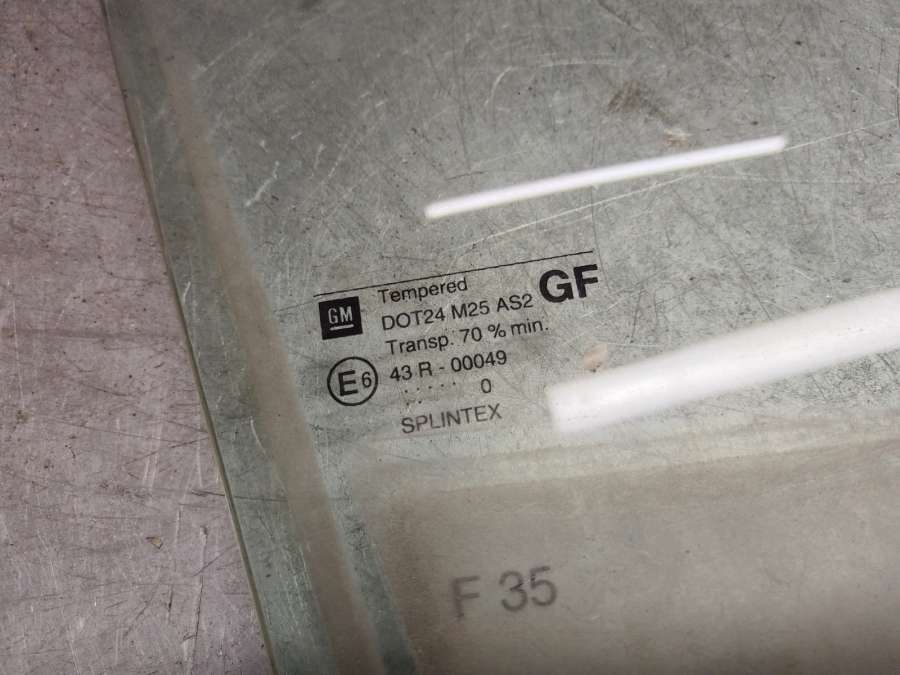 GM
Tempered
GF
DOT24 M25 AS2
Transp. 70 % min.
E6
43 R - 00049
. . . . . 0
. .
SPLINTEX
F 35